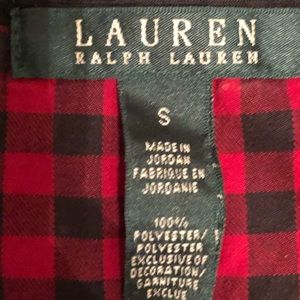 LAUREN
RALPH LAUREN
S
MADE IN
JORDAN
FABRIQUE EN
JORDANIE
100%
POLYESTER/
POLYESTER
EXCLUSIVE OF
DECORATION/
GARNITURE
EXCLUE